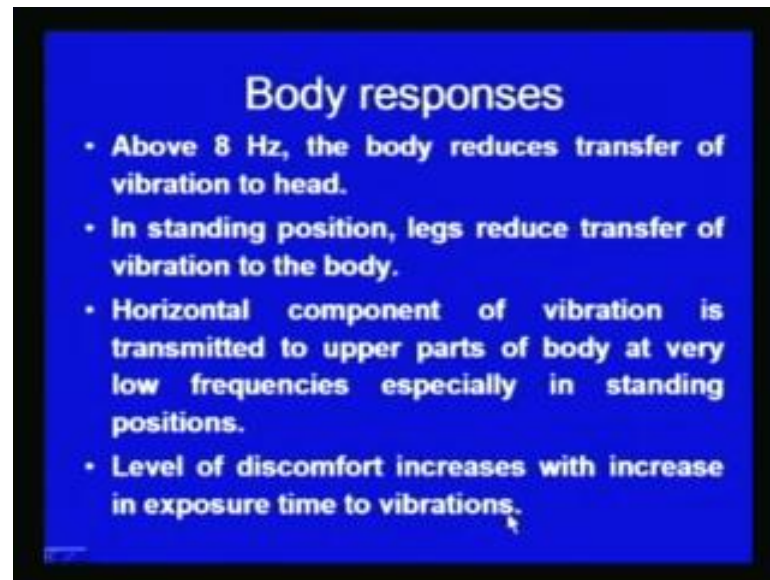 Body responses
• Above 8 Hz, the body reduces transfer of
vibration to head.
• In standing position, legs reduce transfer of
vibration to the body.
• Horizontal component of vibration is
transmitted to upper parts of body at very
low frequencies especially in standing
positions.
• Level of discomfort increases with increase
in exposure time to vibrations.